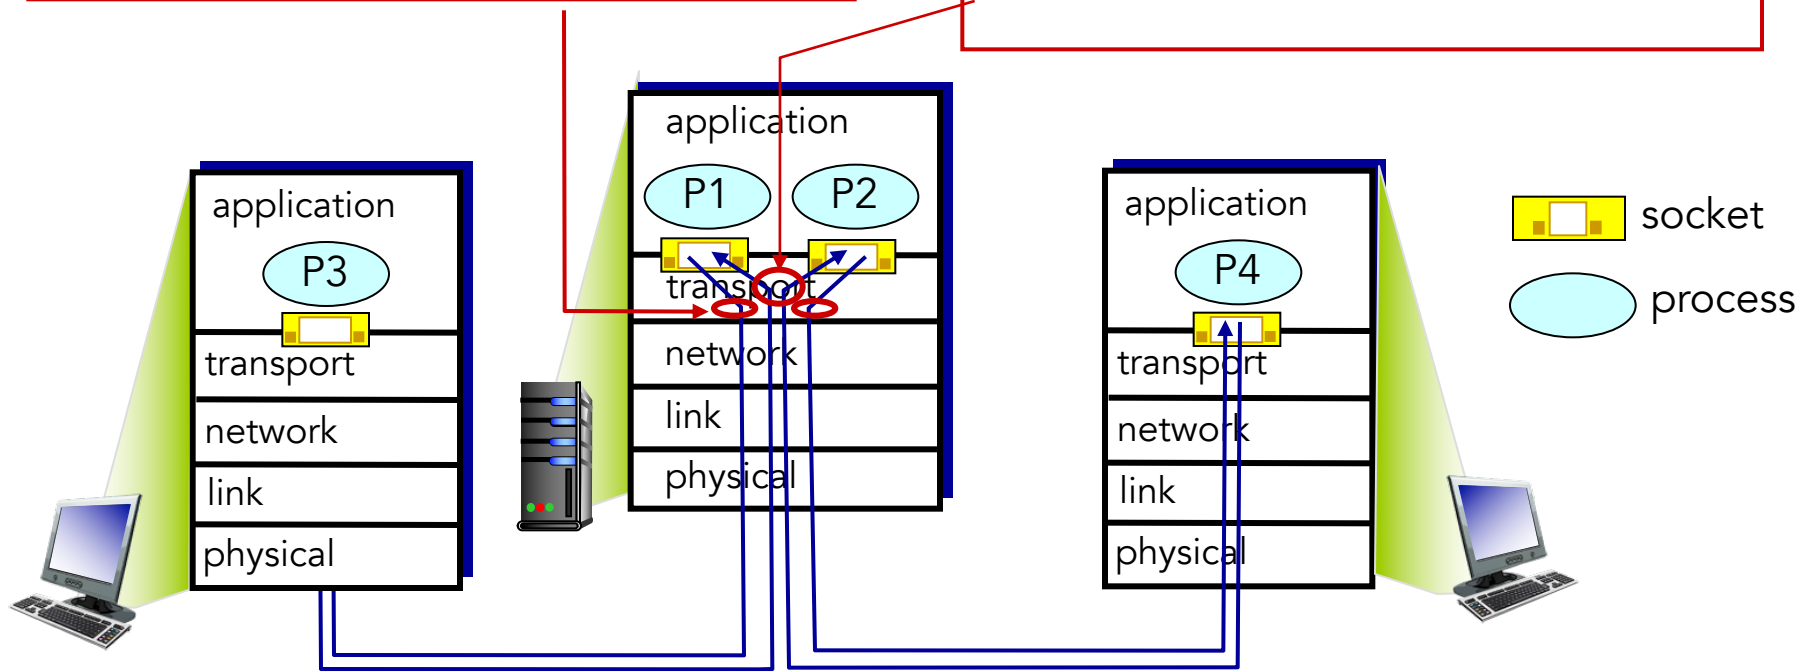 application
P3
transport
network
link
physical
application
P1 P2
transport
network
link
physical
application
P4
transport
network
link
physical
socket
process